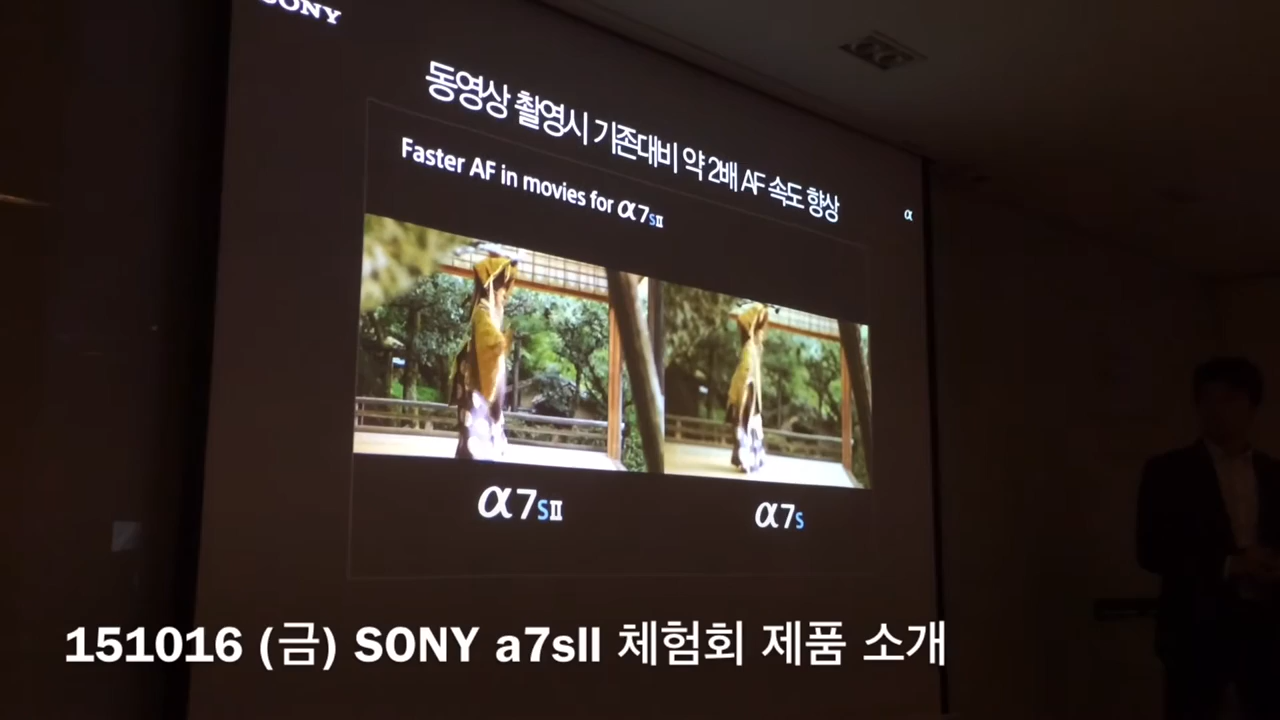 SONY
동영상 촬영시 기존대비 약 2배 AF 속도 향상
Faster AF in movies for α7SII
α
α7SII
α7S
151016 (금) SONY a7sII 체험회 제품 소개